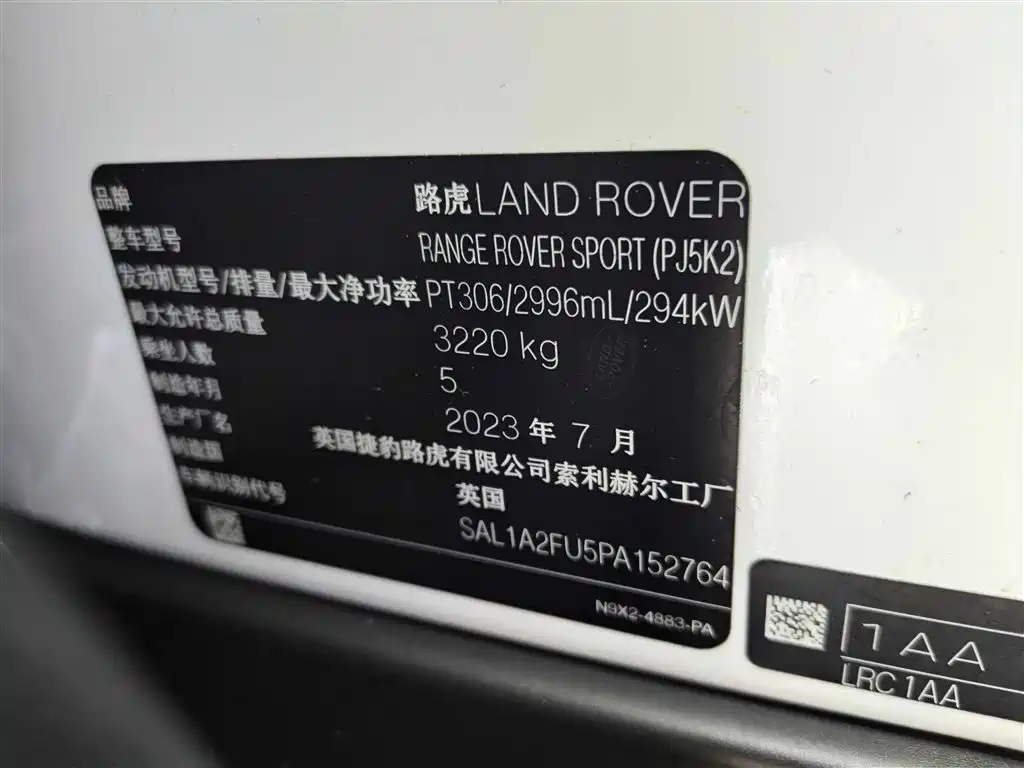 品牌 路虎LAND ROVER
整车型号 RANGE ROVER SPORT (PJ5K2)
发动机型号/排量/最大净功率 PT306/2996mL/294kW
最大允许总质量 3220 kg
乘坐人数 5
制造年月 2023 年 7 月
生产厂名 英国捷豹路虎有限公司索利赫尔工厂
制造国 英国
车辆识别代号 SAL1A2FU5PA152764
N9X2-4883-PA
1AA
LRC 1AA